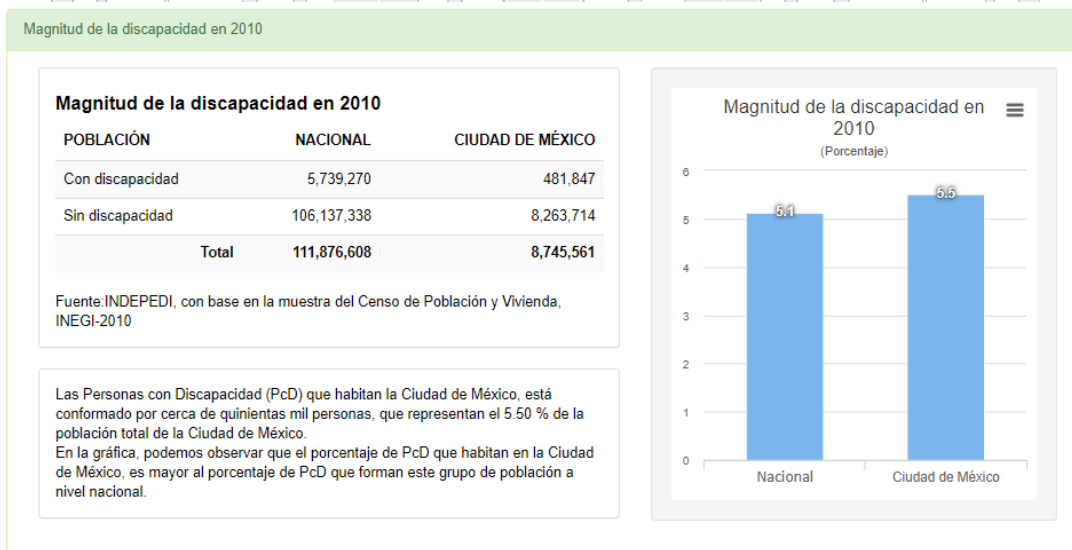 Magnitud de la discapacidad en 2010
Magnitud de la discapacidad en 2010
POBLACIÓN NACIONAL CIUDAD DE MÉXICO
Con discapacidad 5,739,270 481,847
Sin discapacidad 106,137,338 8,263,714
Total 111,876,608 8,745,561
Fuente:INDEPEDI, con base en la muestra del Censo de Población y Vivienda,
INEGI-2010
Las Personas con Discapacidad (PcD) que habitan la Ciudad de México, está
conformado por cerca de quinientas mil personas, que representan el 5.50 % de la
población total de la Ciudad de México.
En la gráfica, podemos observar que el porcentaje de PcD que habitan en la Ciudad
de México, es mayor al porcentaje de PcD que forman este grupo de población a
nivel nacional.
Magnitud de la discapacidad en
2010
(Porcentaje)
6
5
4
3
2
1
0
5.1
5.5
Nacional Ciudad de México